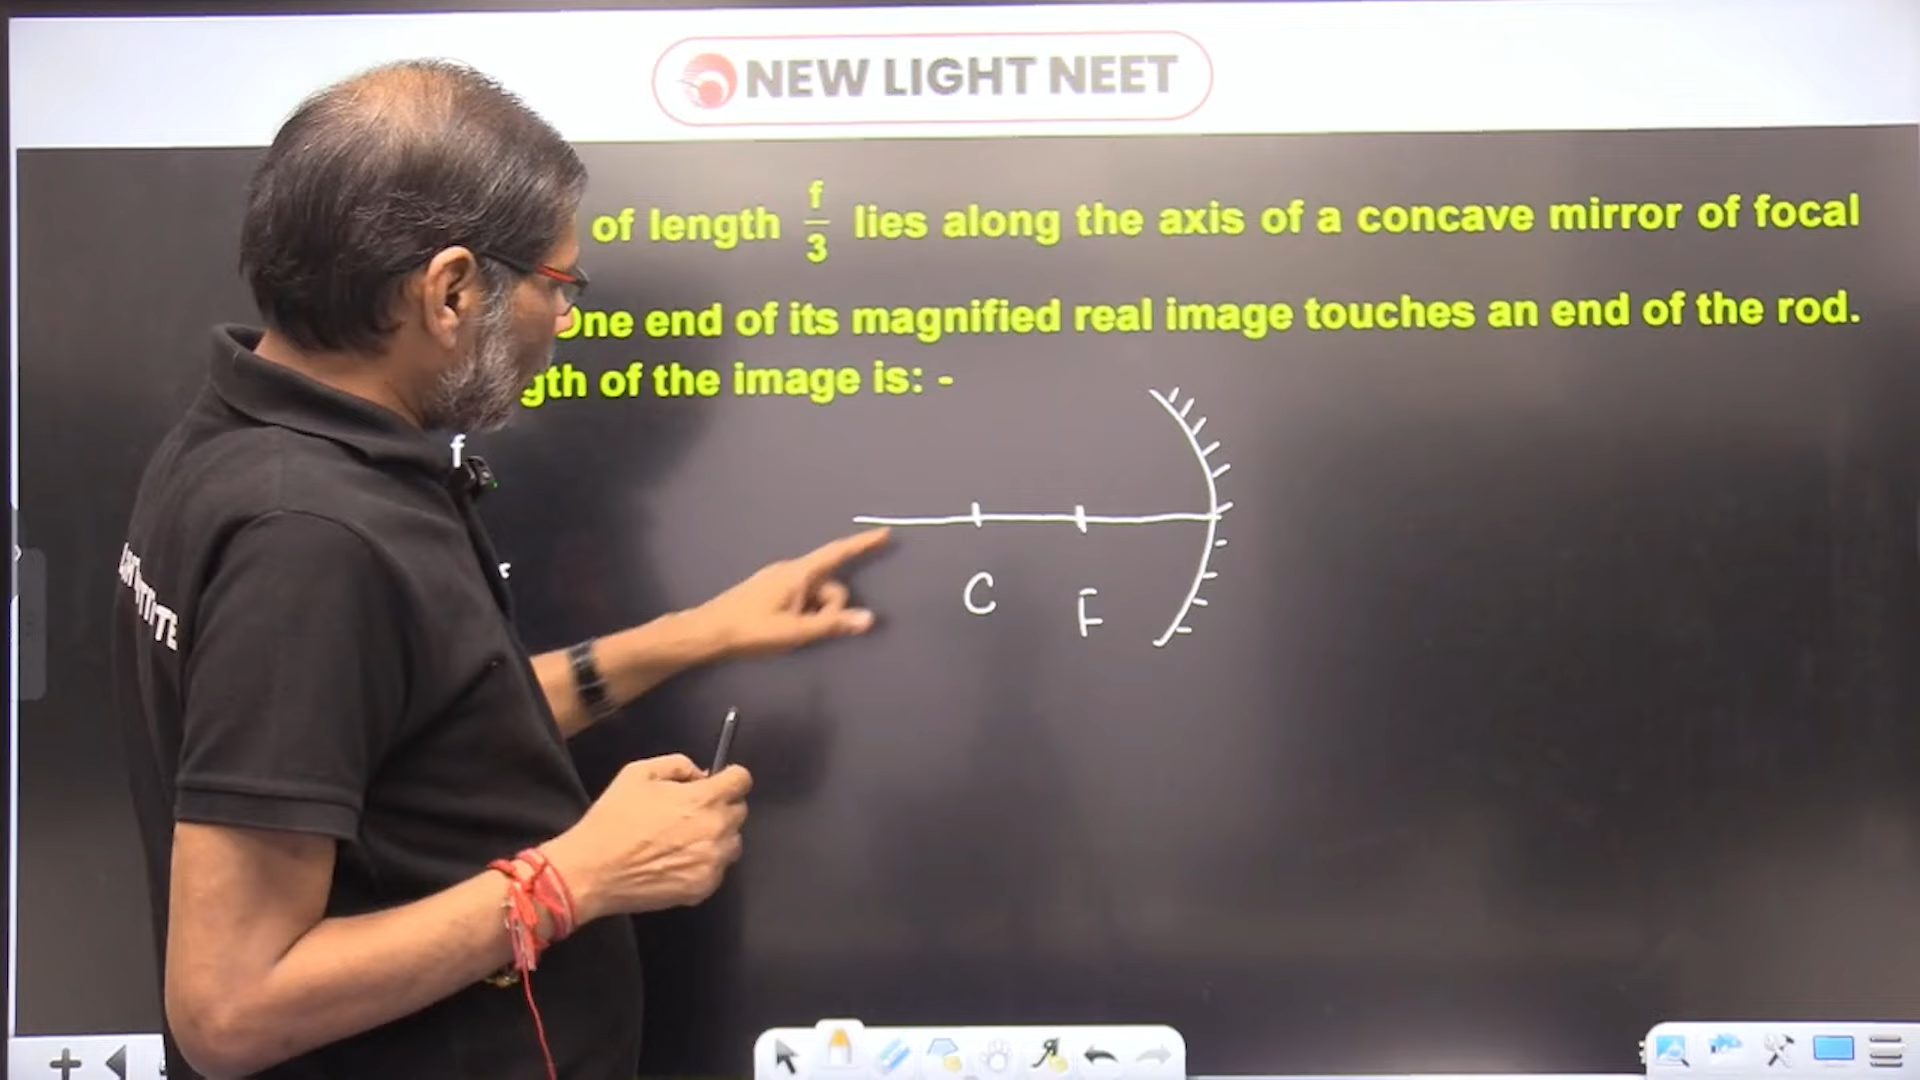 NEW LIGHT NEET
of length f/3 lies along the axis of a concave mirror of focal
One end of its magnified real image touches an end of the rod.
gth of the image is: -
f
C
F